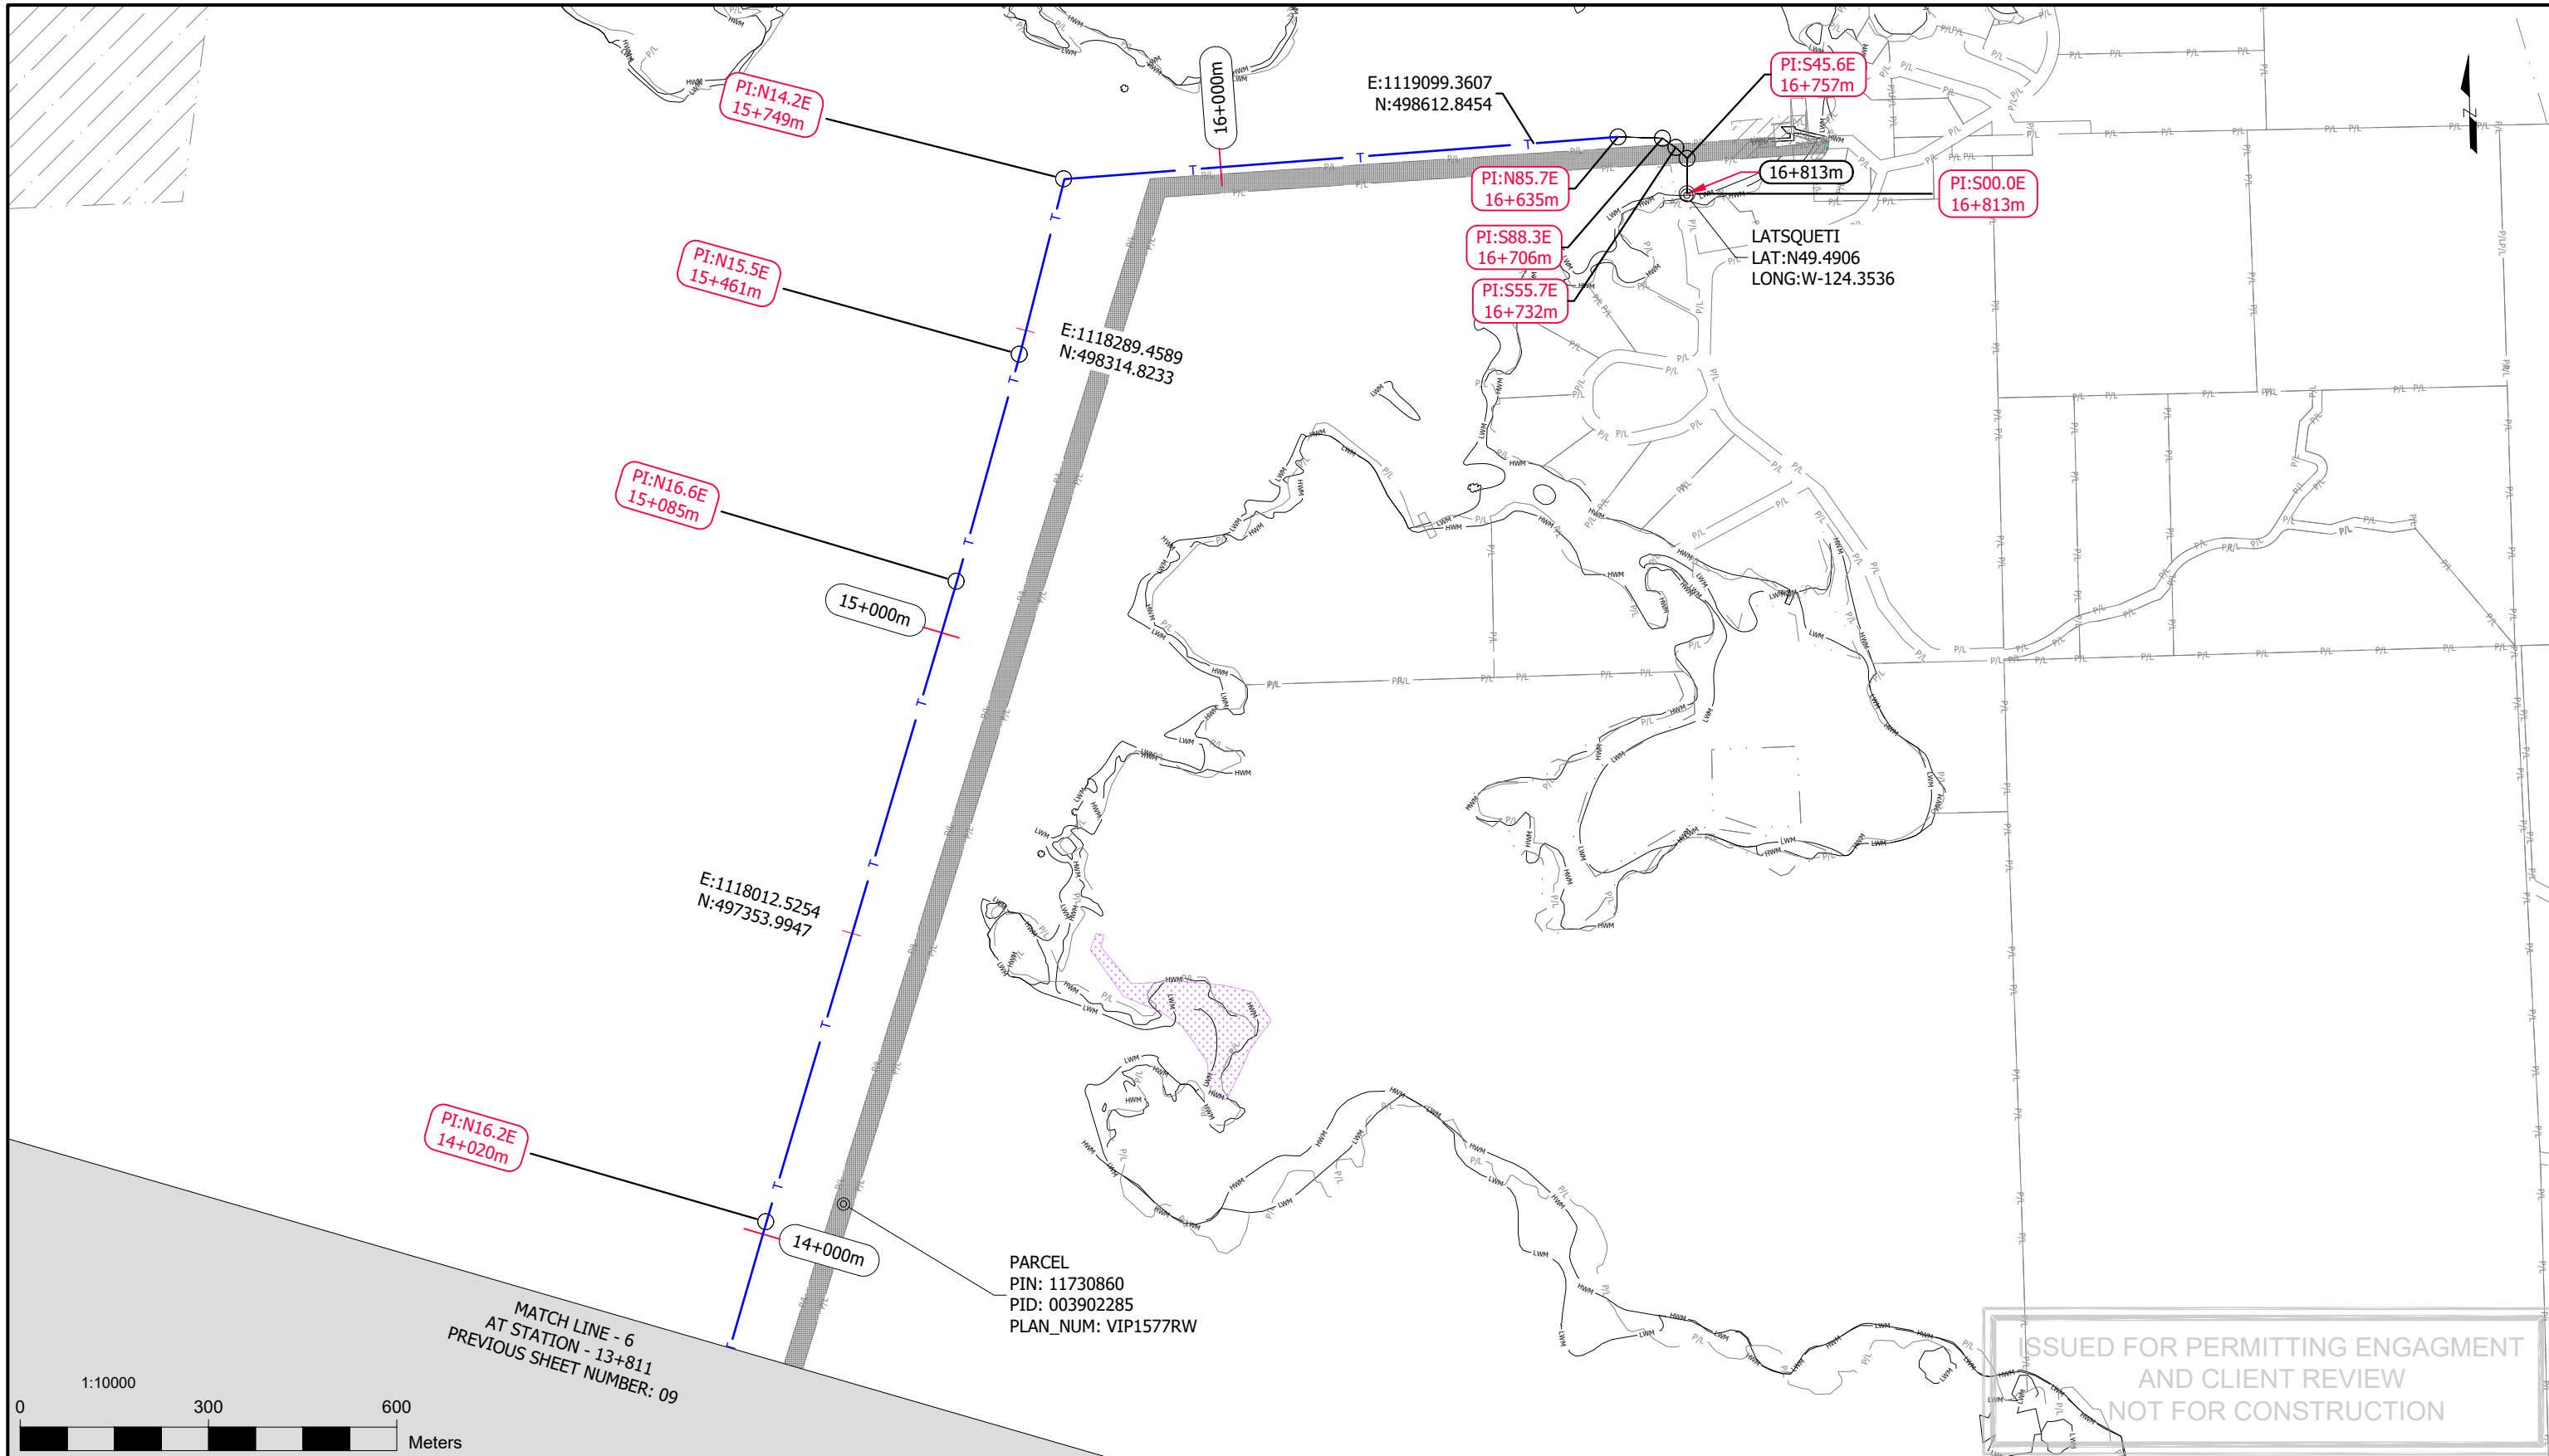 PI:N14.2E
15+749m
16+000m
E:1119099.3607
N:498612.8454
PI:S45.6E
16+757m
PI:N85.7E
16+635m
16+813m
PI:S00.0E
16+813m
PI:S88.3E
16+706m
PI:S55.7E
16+732m
LATSQUETI
LAT:N49.4906
LONG:W-124.3536
PI:N15.5E
15+461m
E:1118289.4589
N:498314.8233
PI:N16.6E
15+085m
15+000m
E:1118012.5254
N:497353.9947
PI:N16.2E
14+020m
14+000m
PARCEL
PIN: 11730860
PID: 003902285
PLAN_NUM: VIP1577RW
MATCH LINE - 6
AT STATION - 13+811
PREVIOUS SHEET NUMBER: 09
1:10000
0 300 600
Meters
ISSUED FOR PERMITTING ENGAGMENT
AND CLIENT REVIEW
NOT FOR CONSTRUCTION